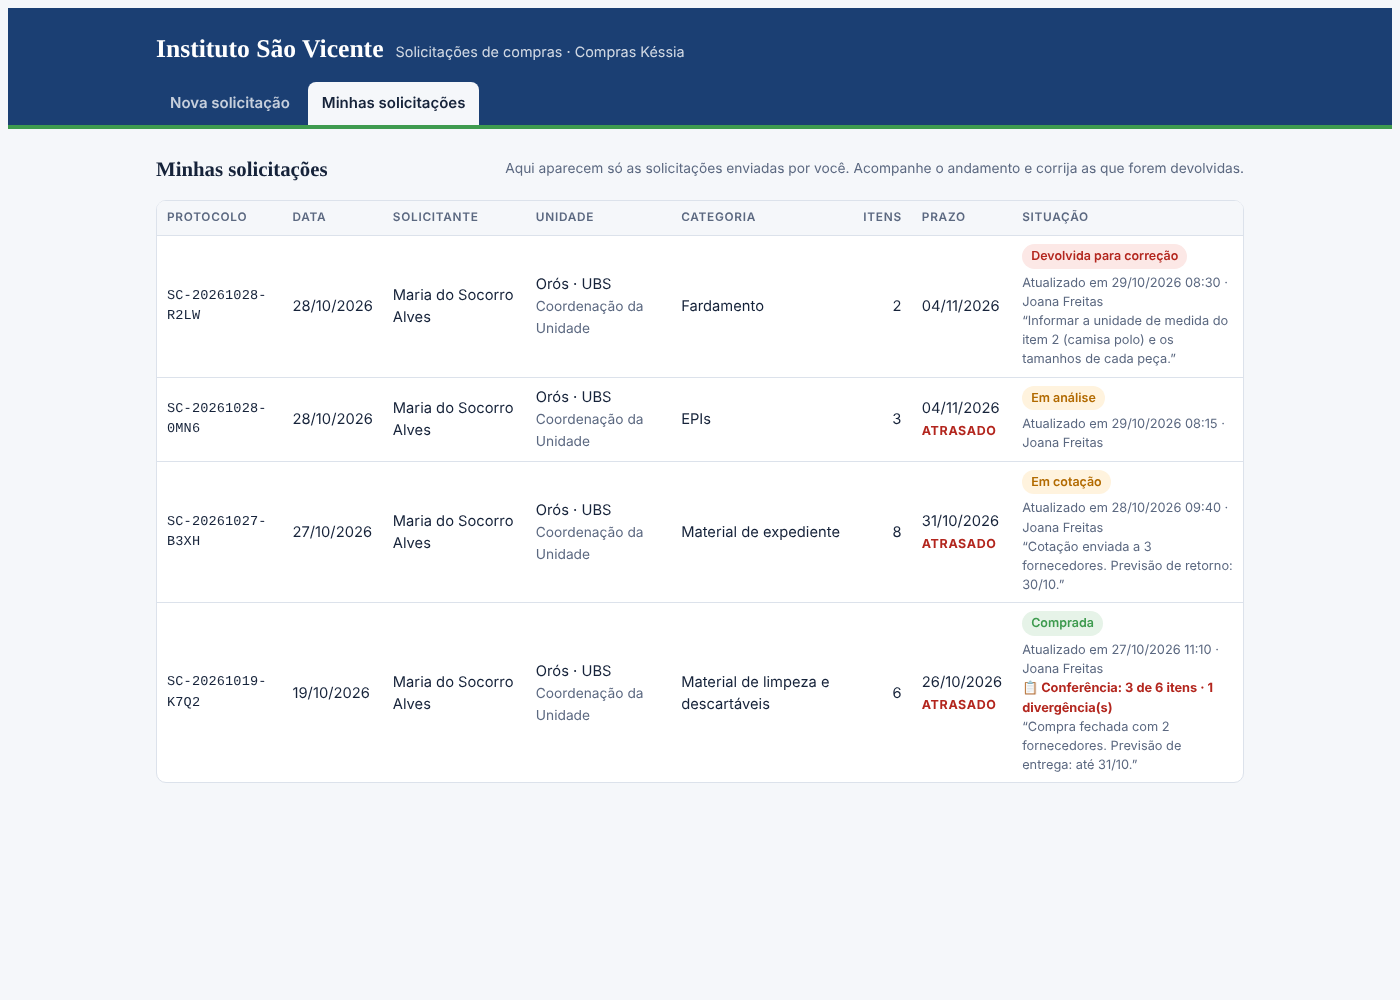 Instituto São Vicente Solicitações de compras · Compras Késsia
Nova solicitação Minhas solicitações
Minhas solicitações Aqui aparecem só as solicitações enviadas por você. Acompanhe o andamento e corrija as que forem devolvidas.
PROTOCOLO DATA SOLICITANTE UNIDADE CATEGORIA ITENS PRAZO SITUAÇÃO
SC-20261028-
R2LW
28/10/2026
Maria do Socorro
Alves
Orós · UBS
Coordenação da
Unidade
Fardamento
2
04/11/2026
Devolvida para correção
Atualizado em 29/10/2026 08:30 ·
Joana Freitas
“Informar a unidade de medida do
item 2 (camisa polo) e os
tamanhos de cada peça.”
SC-20261028-
0MN6
28/10/2026
Maria do Socorro
Alves
Orós · UBS
Coordenação da
Unidade
EPIs
3
04/11/2026
ATRASADO
Em análise
Atualizado em 29/10/2026 08:15 ·
Joana Freitas
SC-20261027-
B3XH
27/10/2026
Maria do Socorro
Alves
Orós · UBS
Coordenação da
Unidade
Material de expediente
8
31/10/2026
ATRASADO
Em cotação
Atualizado em 28/10/2026 09:40 ·
Joana Freitas
“Cotação enviada a 3
fornecedores. Previsão de retorno:
30/10.”
SC-20261019-
K7Q2
19/10/2026
Maria do Socorro
Alves
Orós · UBS
Coordenação da
Unidade
Material de limpeza e
descartáveis
6
26/10/2026
ATRASADO
Comprada
Atualizado em 27/10/2026 11:10 ·
Joana Freitas
📋 Conferência: 3 de 6 itens · 1
divergência(s)
“Compra fechada com 2
fornecedores. Previsão de
entrega: até 31/10.”